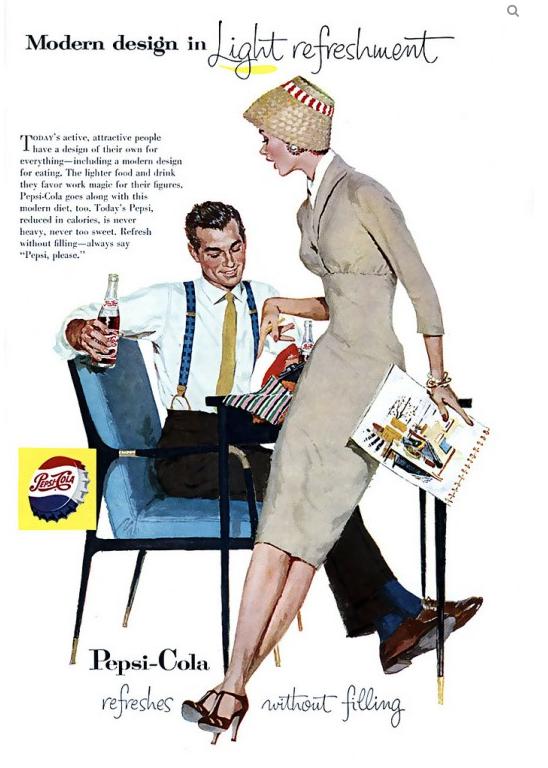 Modern design in Light refreshment
TODAY'S active, attractive people
have a design of their own for
everything—including a modern design
for eating. The lighter food and drink
they favor work magic for their figures.
Pepsi-Cola goes along with this
modern diet, too. Today's Pepsi,
reduced in calories, is never
heavy, never too sweet. Refresh
without filling—always say
"Pepsi, please."
PEPSI-COLA
Pepsi-Cola
refreshes without filling